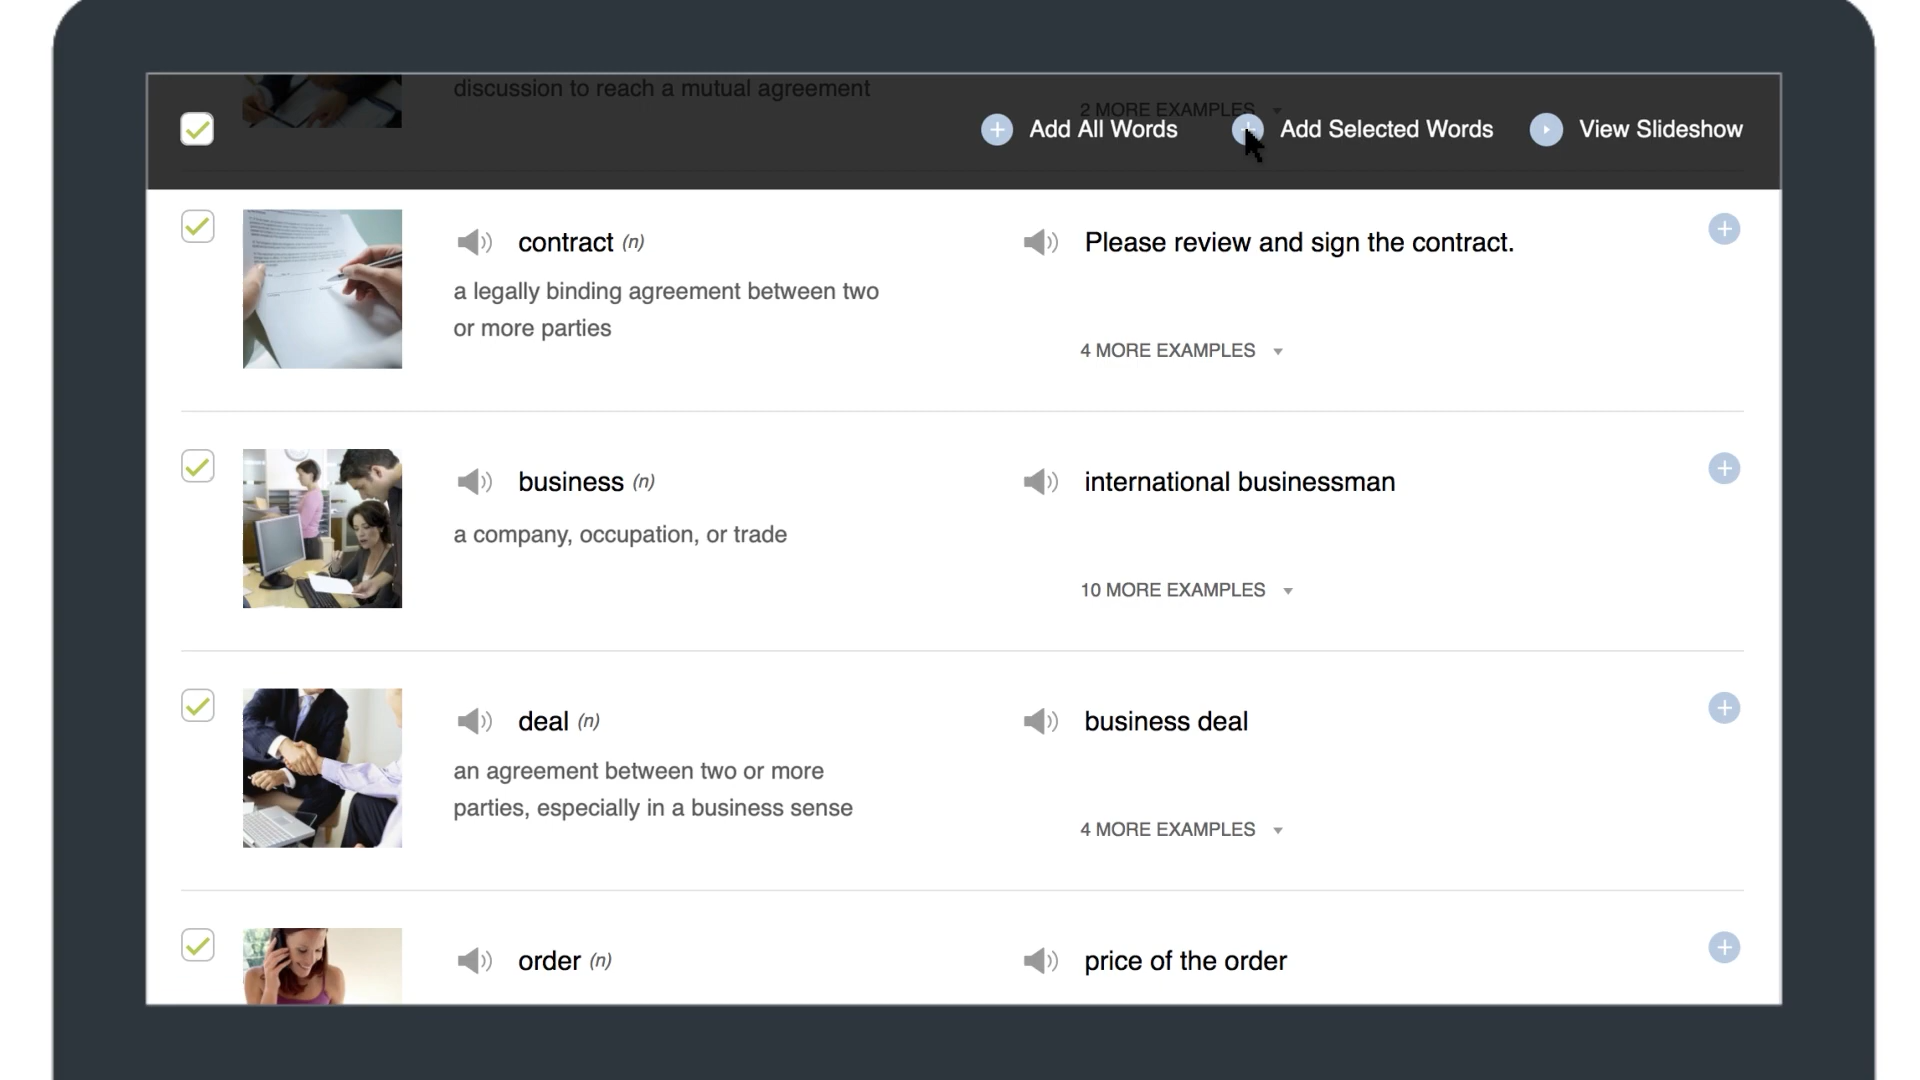 discussion to reach a mutual agreement
2 MORE EXAMPLES
Add All Words
Add Selected Words
View Slideshow
contract (n)
Please review and sign the contract.
a legally binding agreement between two
or more parties
4 MORE EXAMPLES
business (n)
international businessman
a company, occupation, or trade
10 MORE EXAMPLES
deal (n)
business deal
an agreement between two or more
parties, especially in a business sense
4 MORE EXAMPLES
order (n)
price of the order